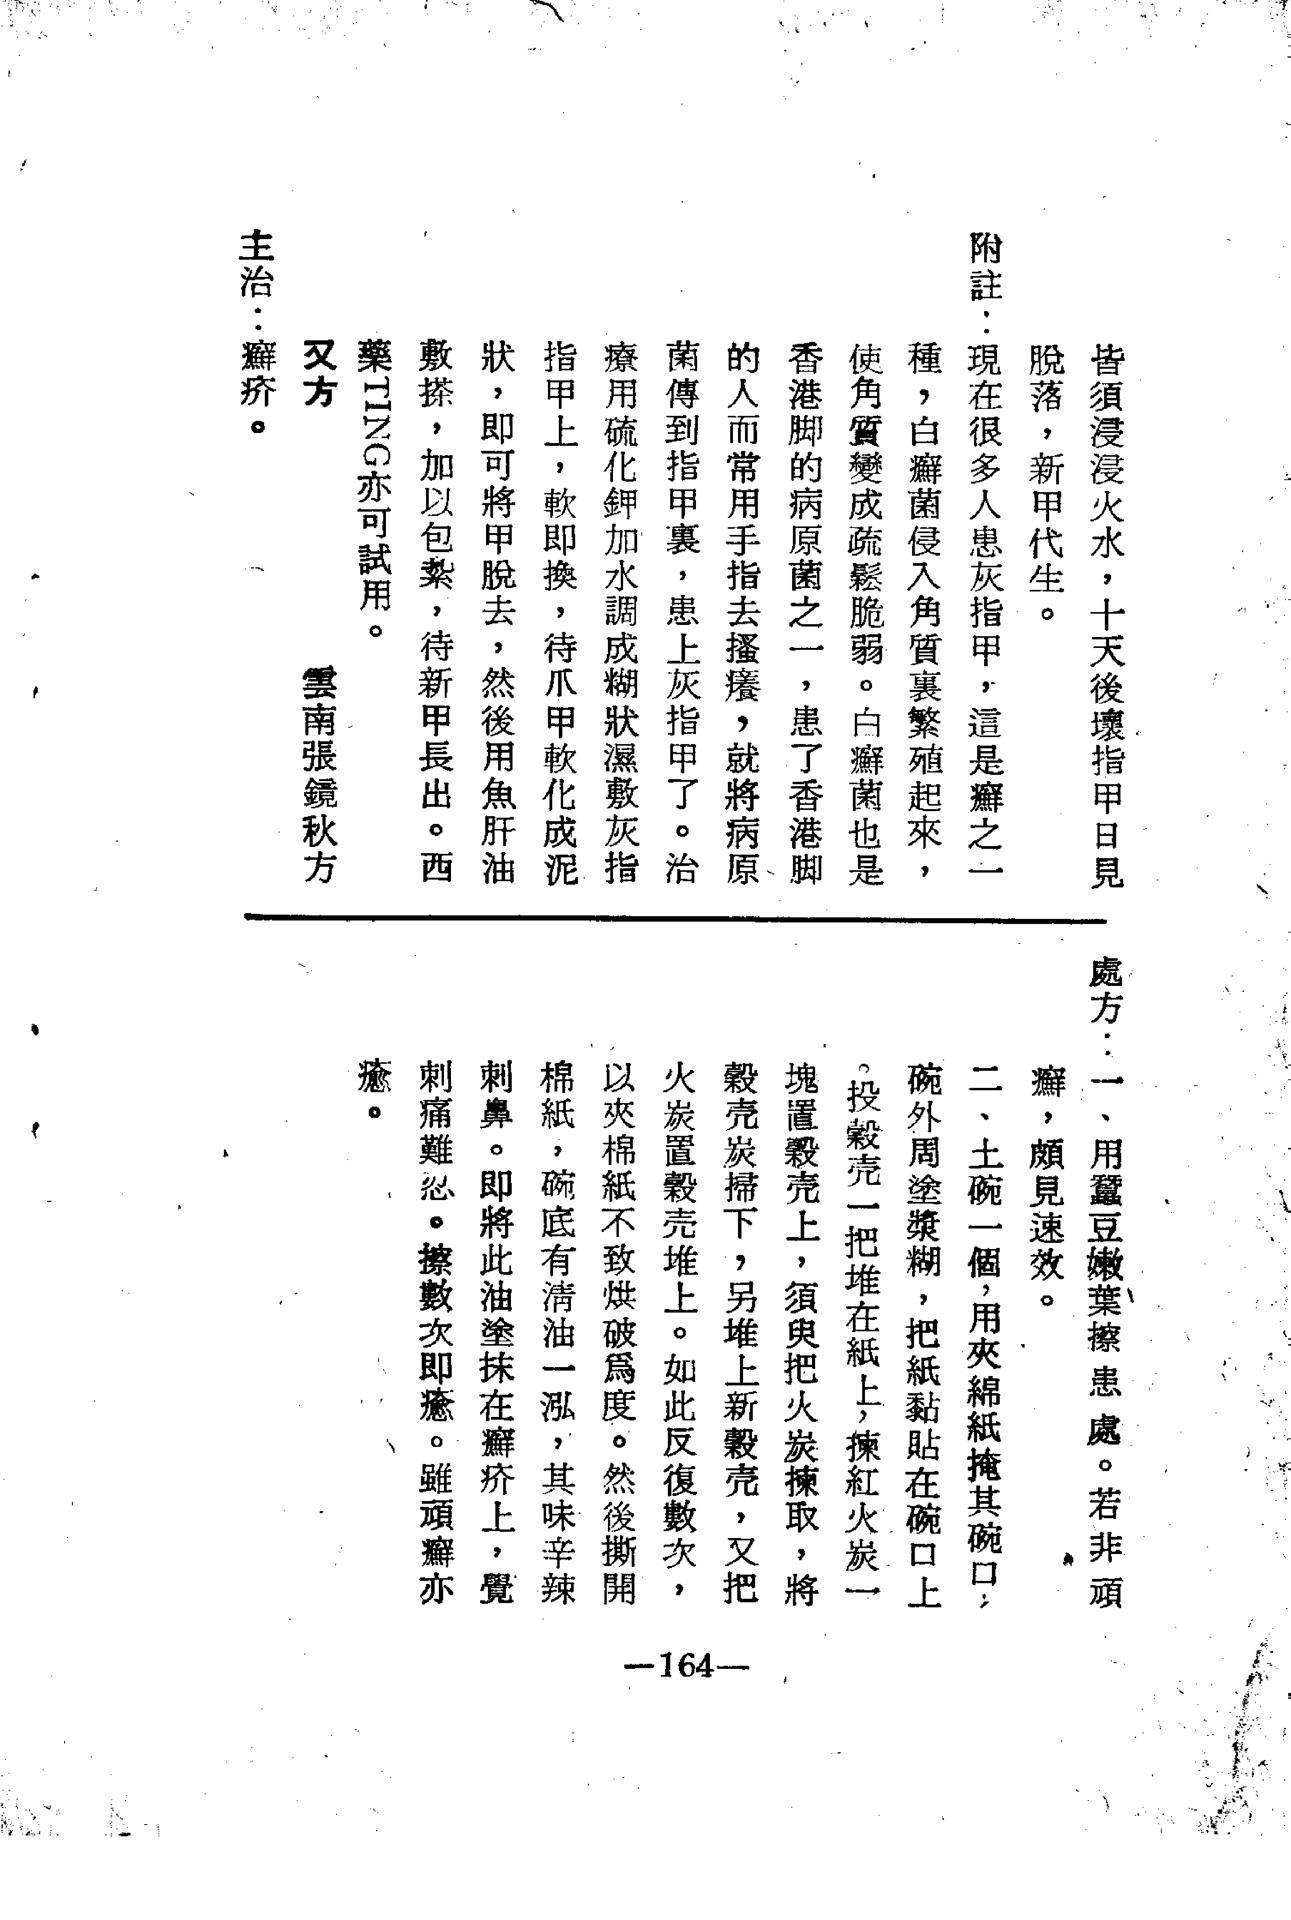 皆須浸浸火水，十天後壞指甲日見
脫落，新甲代生。
附註：現在很多人患灰指甲，這是癬之一
種，白癬菌侵入角質裏繁殖起來，
使角質變成疏鬆脆弱。白癬菌也是
香港脚的病原菌之一，患了香港脚
的人而常用手指去搔癢，就將病原
菌傳到指甲裏，患上灰指甲了。治
療用硫化鉀加水調成糊狀濕敷灰指
指甲上，軟即換，待爪甲軟化成泥
狀，即可將甲脫去，然後用魚肝油
敷搽，加以包紮，待新甲長出。西
藥TING亦可試用。
又方　雲南張鏡秋方
主治：癬疥。
處方：一、用蠶豆嫩葉擦患處。若非頑
癬，頗見速效。
二、土碗一個，用夾綿紙掩其碗口，
碗外周塗漿糊，把紙黏貼在碗口上
。投穀壳一把堆在紙上，揀紅火炭一
塊置穀壳上，須臾把火炭揀取，將
穀壳炭掃下，另堆上新穀壳，又把
火炭置穀壳堆上。如此反復數次，
以夾棉紙不致烘破爲度。然後撕開
棉紙，碗底有淸油一泓，其味辛辣
刺鼻。即將此油塗抹在癬疥上，覺
刺痛難忍。擦數次即癒。雖頑癬亦
癒。
—164—